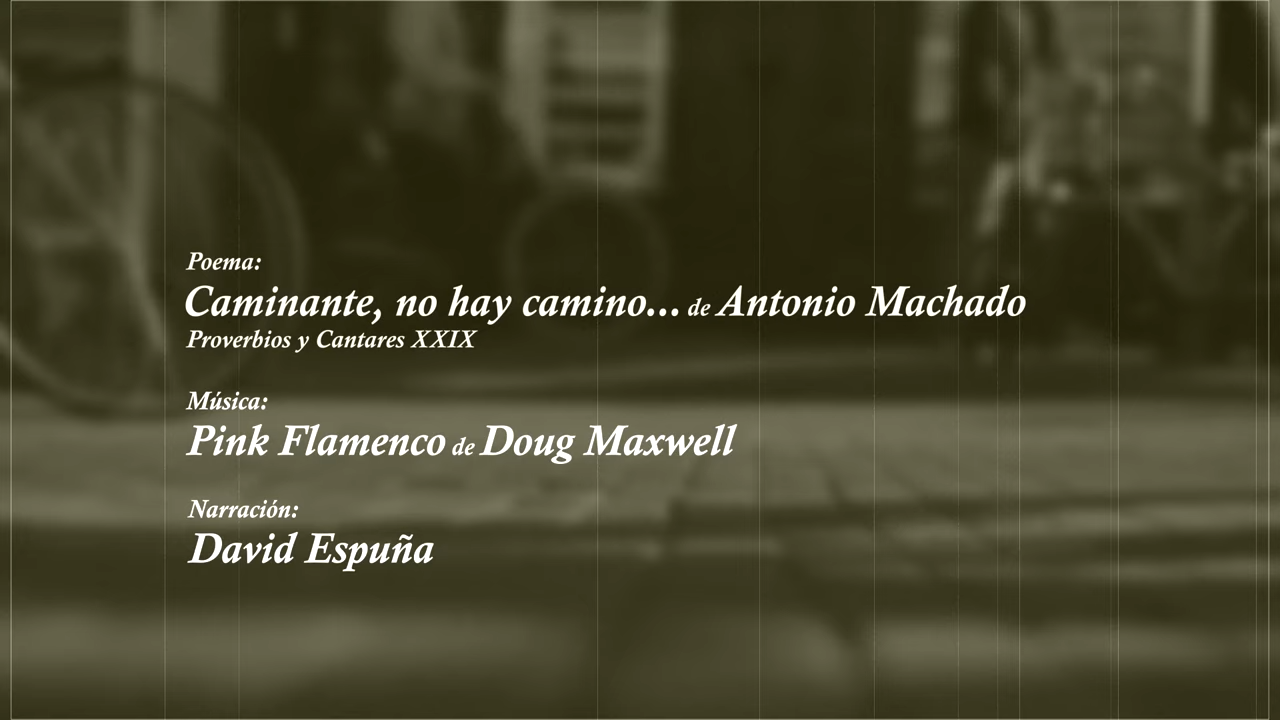 Poema:
Caminante, no hay camino... de Antonio Machado
Proverbios y Cantares XXIX
Música:
Pink Flamenco de Doug Maxwell
Narración:
David Espuña